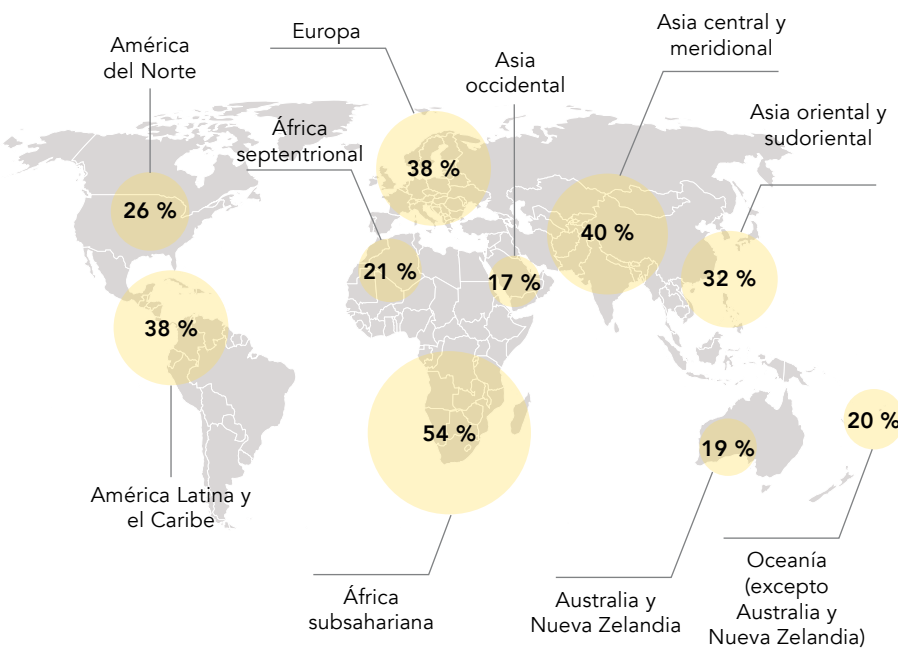 América
del Norte
26 %
Europa
38 %
Asia
occidental
17 %
Asia central y
meridional
40 %
Asia oriental y
sudoriental
32 %
África
septentrional
21 %
38 %
América Latina y
el Caribe
54 %
África
subsahariana
19 %
Australia y
Nueva Zelandia
20 %
Oceanía
(excepto
Australia y
Nueva Zelandia)